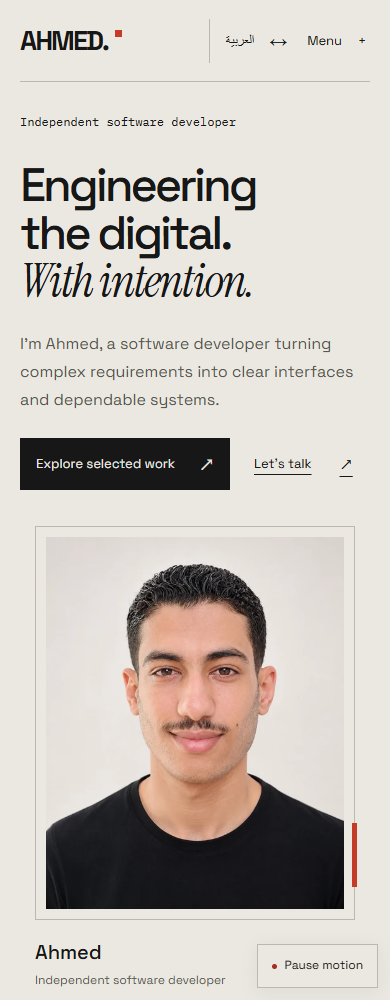 AHMED.
العربية ↔ Menu +
Independent software developer
Engineering
the digital.
With intention.
I'm Ahmed, a software developer turning
complex requirements into clear interfaces
and dependable systems.
Explore selected work ↗
Let's talk ↗
Ahmed
Independent software developer
Pause motion